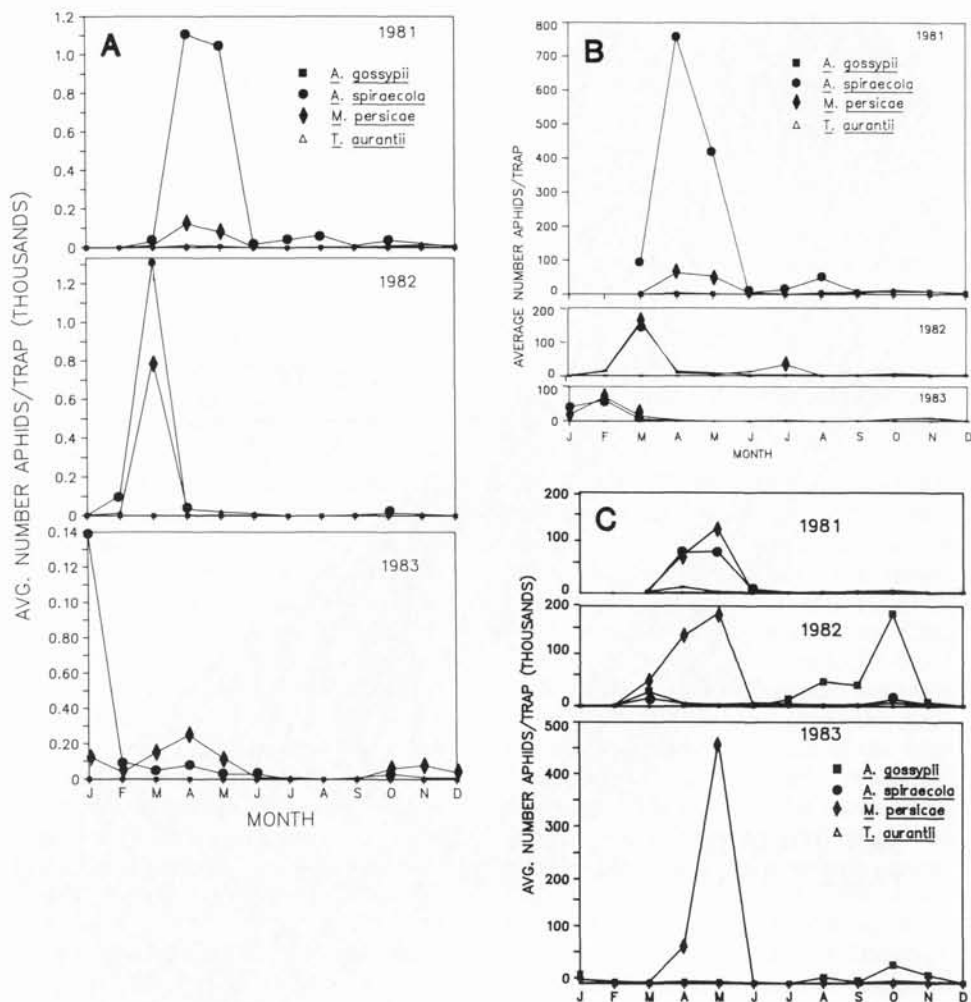 A
1981
A. gossypii
A. spiraecola
M. persicae
T. aurantii
1.2
1.0
0.8
0.6
0.4
0.2
0
1982
1.2
1.0
0.8
0.6
0.4
0.2
0
1983
0.14
0.12
0.10
0.80
0.60
0.40
0.20
0
J F M A M J J A S O N D
MONTH
AVG. NUMBER APHIDS/TRAP (THOUSANDS)
B
1981
A. gossypii
A. spiraecola
M. persicae
T. aurantii
800
700
600
500
400
300
200
100
0
1982
200
100
0
1983
100
0
J F M A M J J A S O N D
MONTH
AVERAGE NUMBER APHIDS/TRAP
C
1981
200
100
0
1982
200
100
0
1983
500
400
300
200
100
0
A. gossypii
A. spiraecola
M. persicae
T. aurantii
J F M A M J J A S O N D
AVG. NUMBER APHIDS/TRAP (THOUSANDS)